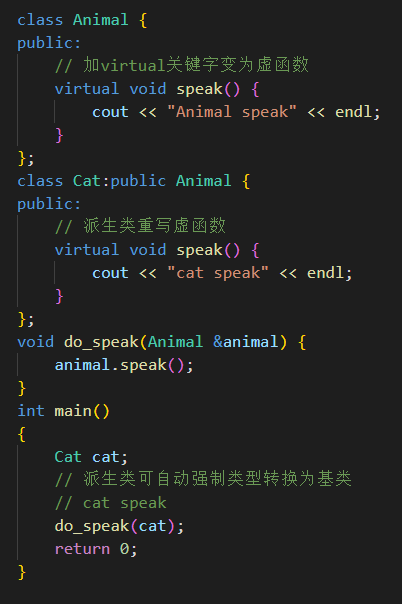 class Animal {
public:
    // 加virtual关键字变为虚函数
    virtual void speak() {
        cout << "Animal speak" << endl;
    }
};
class Cat:public Animal {
public:
    // 派生类重写虚函数
    virtual void speak() {
        cout << "cat speak" << endl;
    }
};
void do_speak(Animal &animal) {
    animal.speak();
}
int main()
{
    Cat cat;
    // 派生类可自动强制类型转换为基类
    // cat speak
    do_speak(cat);
    return 0;
}